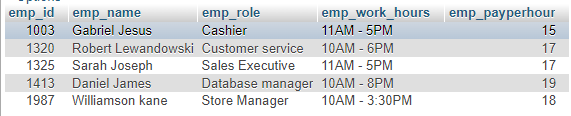 emp_id emp_name emp_role emp_work_hours emp_payperhour
1003 Gabriel Jesus Cashier 11AM - 5PM 15
1320 Robert Lewandowski Customer service 10AM - 6PM 17
1325 Sarah Joseph Sales Executive 11AM - 5PM 17
1413 Daniel James Database manager 10AM - 8PM 19
1987 Williamson kane Store Manager 10AM - 3:30PM 18